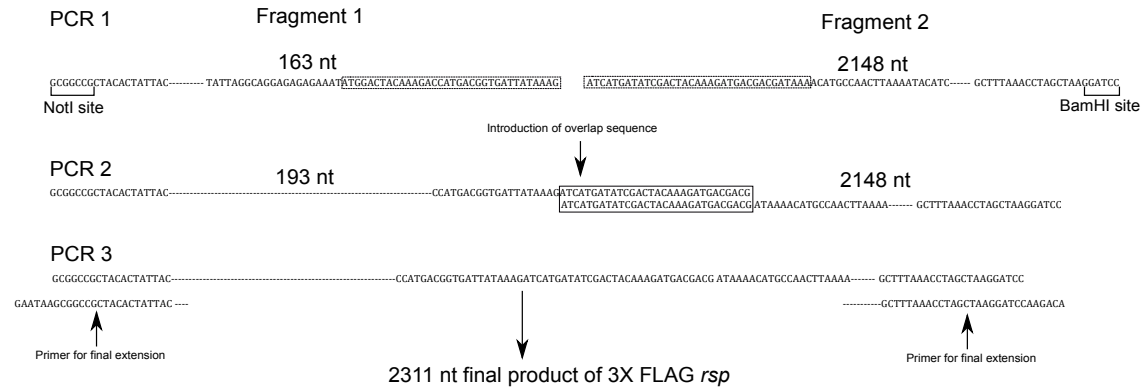 PCR 1
Fragment 1
Fragment 2
163 nt
2148 nt
GCGGCCGCTACACTATTAC---------- TATTAGGCAGGAGAGAGAAATATGGACTACAAAGACCATGACGGTGATTATAAAG
ATCATGATATCGACTACAAAGATGACGACGATAAAACATGCCAACTTAAAATACATC----- GCTTTAAACCTAGCTAAGGATCC
NotI site
BamHI site
Introduction of overlap sequence
PCR 2
193 nt
2148 nt
GCGGCCGCTACACTATTAC------------------------------------------------------------------------CCATGACGGTGATTATAAAGATCATGATATCGACTACAAAGATGACGACG
ATCATGATATCGACTACAAAGATGACGACGATAAAACATGCCAACTTAAAA------- GCTTTAAACCTAGCTAAGGATCC
PCR 3
GCGGCCGCTACACTATTAC--------------------------------------------------------------CCATGACGGTGATTATAAAGATCATGATATCGACTACAAAGATGACGACG ATAAAACATGCCAACTTAAAA------- GCTTTAAACCTAGCTAAGGATCC
GAATAAGCGGCCGCTACACTATTAC ----
-----------GCTTTAAACCTAGCTAAGGATCCAAGACA
Primer for final extension
Primer for final extension
2311 nt final product of 3X FLAG rsp